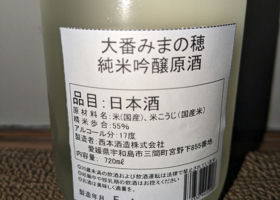 大番みまの穂
純米吟醸原酒
品目:日本酒
原材料名:米(国産)、米こうじ(国産米)
精米歩合:55%
アルコール分:17度
製造者:西本酒造株式会社
愛媛県宇和島市三間町宮野下855番地
内容量:720ml
製造年月